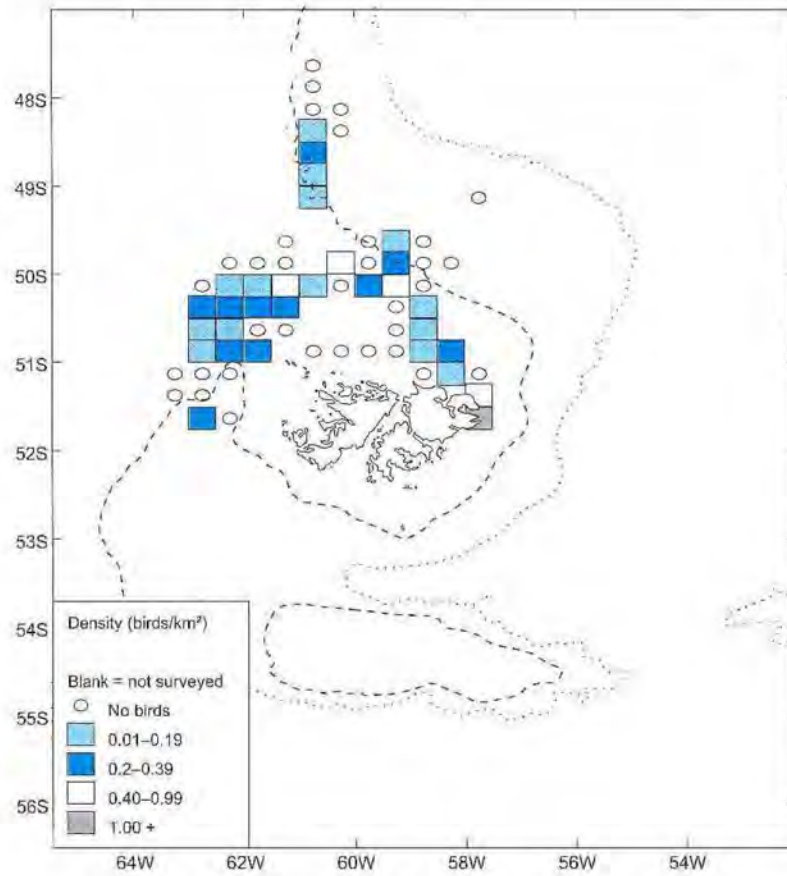 48S
49S
50S
51S
52S
53S
54S
55S
56S
Density (birds/km²)
Blank = not surveyed
No birds
0.01–0.19
0.2–0.39
0.40–0.99
1.00 +
64W 62W 60W 58W 56W 54W